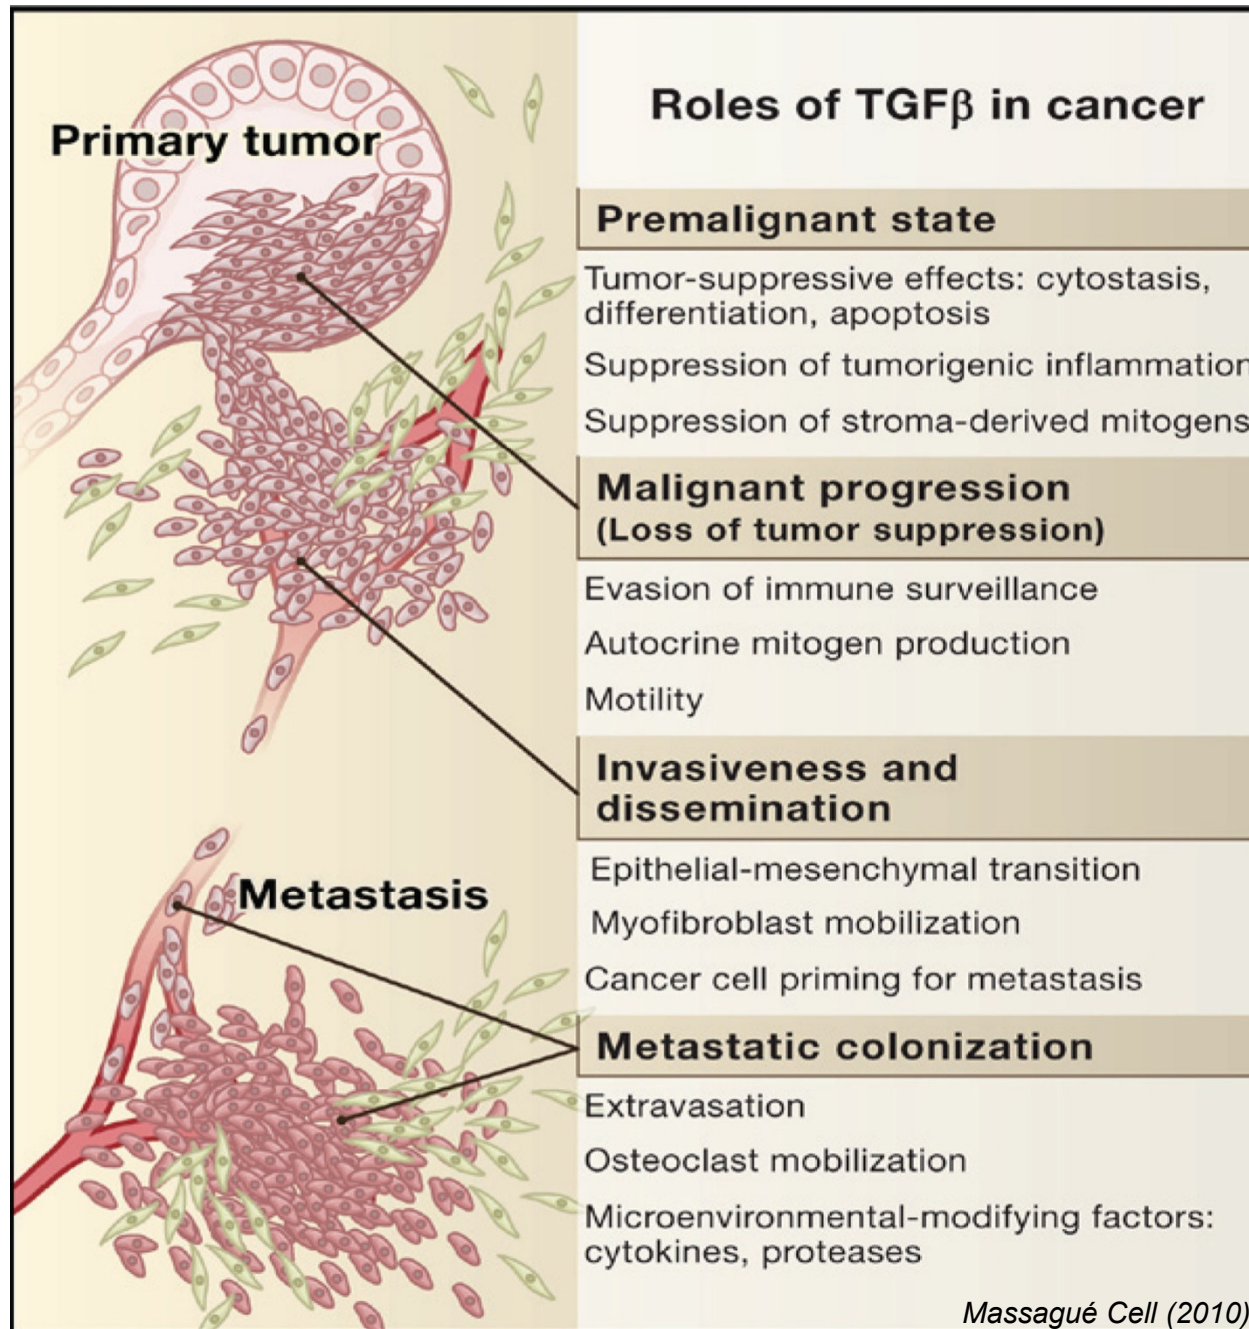 Primary tumor
Metastasis
Roles of TGFβ in cancer
Premalignant state
Tumor-suppressive effects: cytostasis,
differentiation, apoptosis
Suppression of tumorigenic inflammation
Suppression of stroma-derived mitogens
Malignant progression
(Loss of tumor suppression)
Evasion of immune surveillance
Autocrine mitogen production
Motility
Invasiveness and
dissemination
Epithelial-mesenchymal transition
Myofibroblast mobilization
Cancer cell priming for metastasis
Metastatic colonization
Extravasation
Osteoclast mobilization
Microenvironmental-modifying factors:
cytokines, proteases
Massagué Cell (2010)